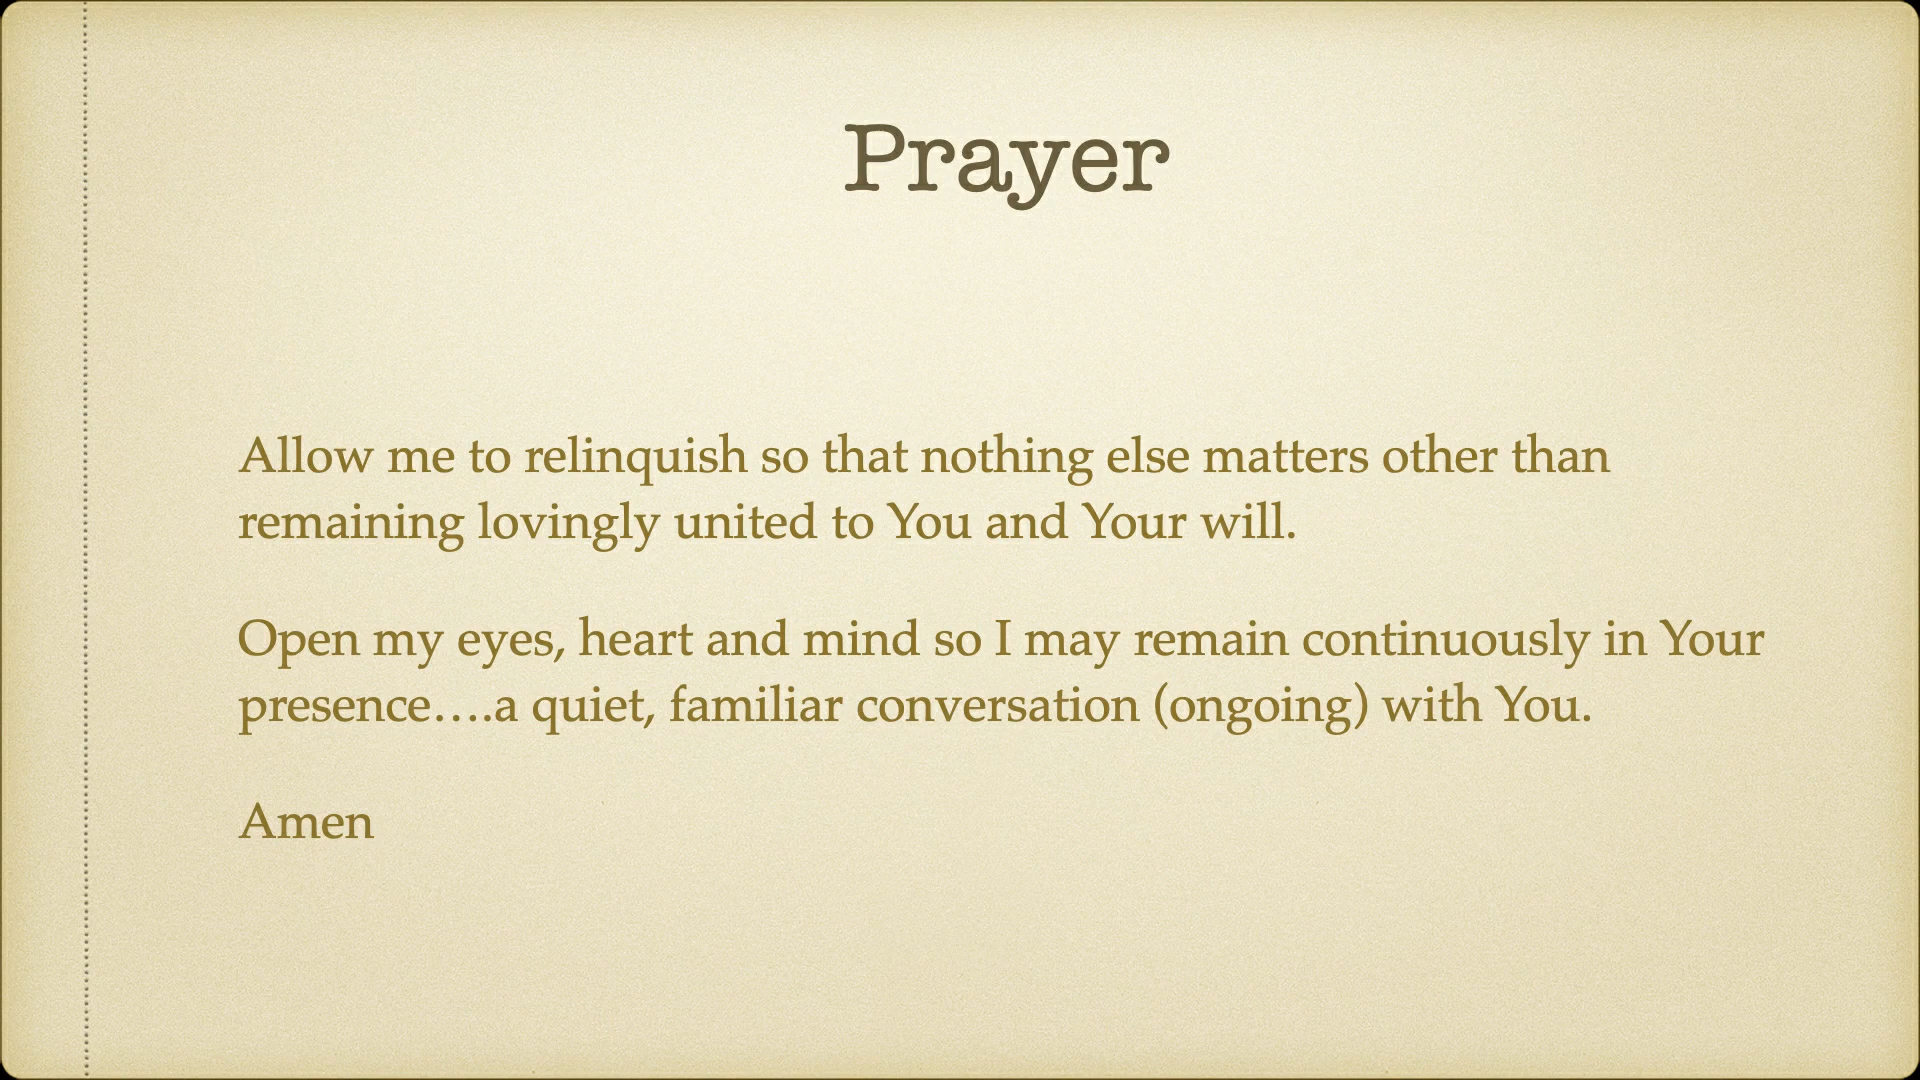 Prayer
Allow me to relinquish so that nothing else matters other than
remaining lovingly united to You and Your will.
Open my eyes, heart and mind so I may remain continuously in Your
presence….a quiet, familiar conversation (ongoing) with You.
Amen